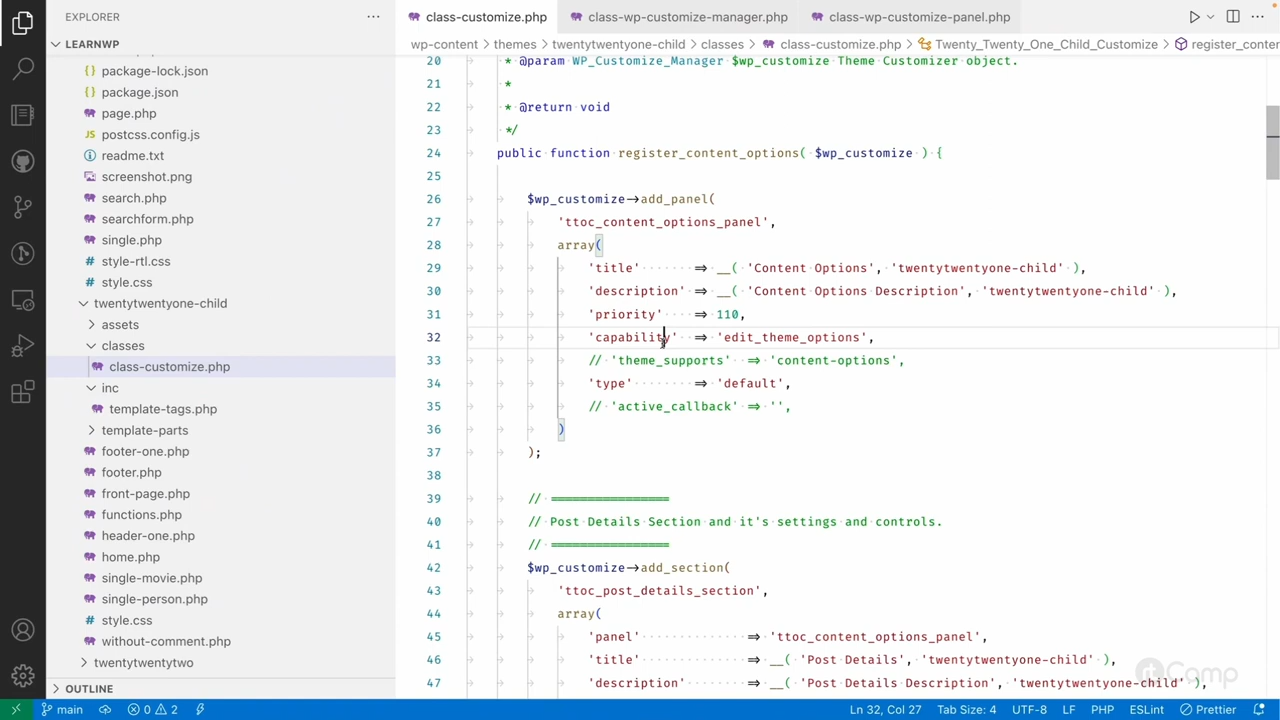 EXPLORER
LEARNWP
package-lock.json
package.json
page.php
postcss.config.js
readme.txt
screenshot.png
search.php
searchform.php
single.php
style-rtl.css
style.css
twentytwentyone-child
assets
classes
class-customize.php
inc
template-tags.php
template-parts
footer-one.php
footer.php
front-page.php
functions.php
header-one.php
home.php
single-movie.php
single-person.php
style.css
without-comment.php
twentytwentytwo
OUTLINE
class-customize.php class-wp-customize-manager.php class-wp-customize-panel.php
wp-content > themes > twentytwentyone-child > classes > class-customize.php > Twenty_Twenty_One_Child_Customize > register_conter
20 * @param WP_Customize_Manager $wp_customize Theme Customizer object.
21 *
22 * @return void
23 */
24 public function register_content_options( $wp_customize ) {
25
26 $wp_customize->add_panel(
27 'ttoc_content_options_panel',
28 array(
29 'title' => __( 'Content Options', 'twentytwentyone-child' ),
30 'description' => __( 'Content Options Description', 'twentytwentyone-child' ),
31 'priority' => 110,
32 'capability' => 'edit_theme_options',
33 // 'theme_supports' => 'content-options',
34 'type' => 'default',
35 // 'active_callback' => '',
36 )
37 );
38
39 // =================
40 // Post Details Section and it's settings and controls.
41 // =================
42 $wp_customize->add_section(
43 'ttoc_post_details_section',
44 array(
45 'panel' => 'ttoc_content_options_panel',
46 'title' => __( 'Post Details', 'twentytwentyone-child' ),
47 'description' => __( 'Post Details Description', 'twentytwentyone-child' ),
rtCamp
main 0 2 Ln 32, Col 27 Tab Size: 4 UTF-8 LF PHP ESLint Prettier